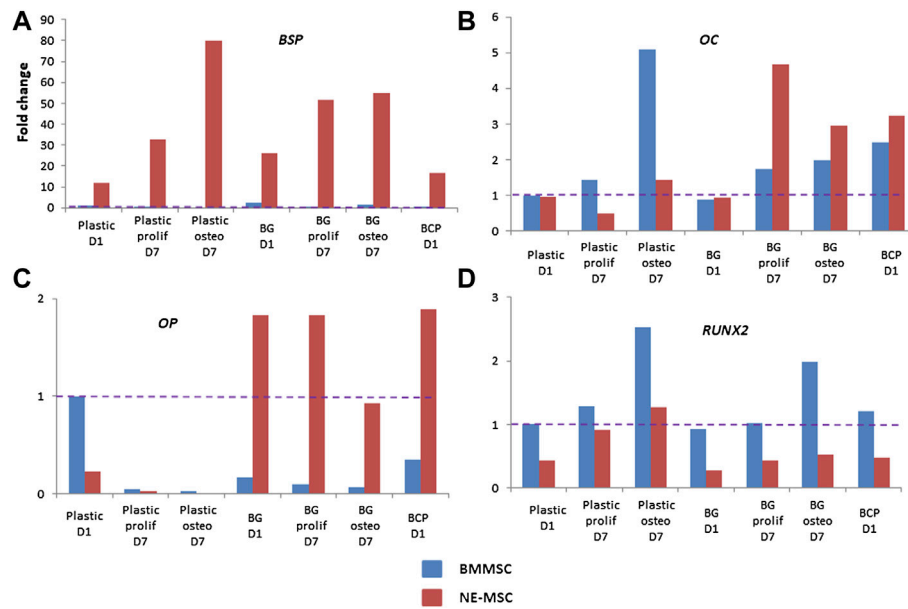 A
BSP
Fold change
90
80
70
60
50
40
30
20
10
0
Plastic D1
Plastic prolif D7
Plastic osteo D7
BG D1
BG prolif D7
BG osteo D7
BCP D1
B
OC
6
5
4
3
2
1
0
Plastic D1
Plastic prolif D7
Plastic osteo D7
BG D1
BG prolif D7
BG osteo D7
BCP D1
C
OP
2
1
0
Plastic D1
Plastic prolif D7
Plastic osteo D7
BG D1
BG prolif D7
BG osteo D7
BCP D1
D
RUNX2
3
2
1
0
Plastic D1
Plastic prolif D7
Plastic osteo D7
BG D1
BG prolif D7
BG osteo D7
BCP D1
BMMSC
NE-MSC